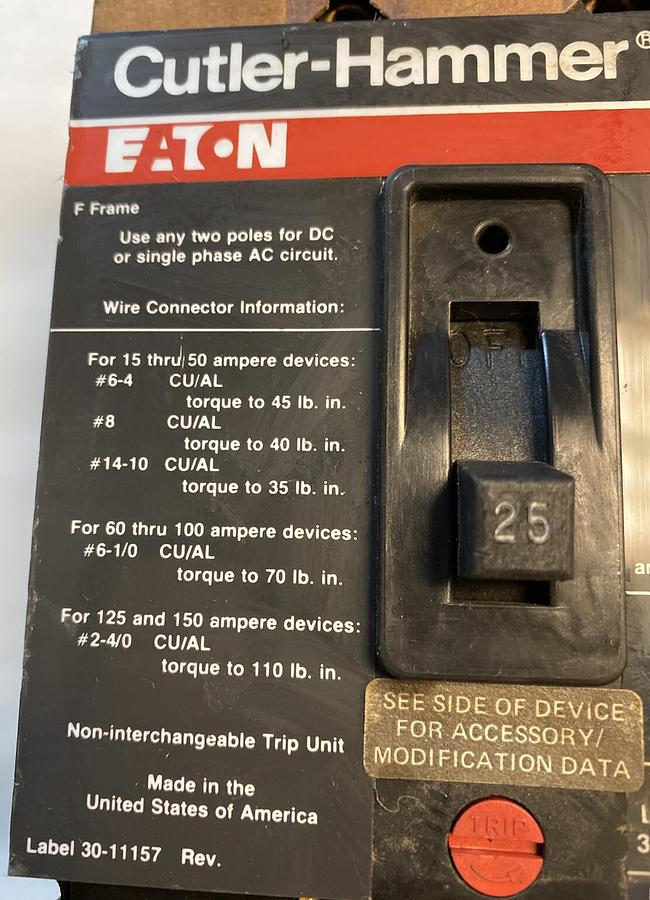 Cutler-Hammer®
EATON
F Frame
Use any two poles for DC
or single phase AC circuit.
Wire Connector Information:
For 15 thru 50 ampere devices:
#6-4 CU/AL
torque to 45 lb. in.
#8 CU/AL
torque to 40 lb. in.
#14-10 CU/AL
torque to 35 lb. in.
For 60 thru 100 ampere devices:
#6-1/0 CU/AL
torque to 70 lb. in.
For 125 and 150 ampere devices:
#2-4/0 CU/AL
torque to 110 lb. in.
Non-interchangeable Trip Unit
Made in the
United States of America
Label 30-11157 Rev.
OFF
25
SEE SIDE OF DEVICE
FOR ACCESSORY/
MODIFICATION DATA
TRIP